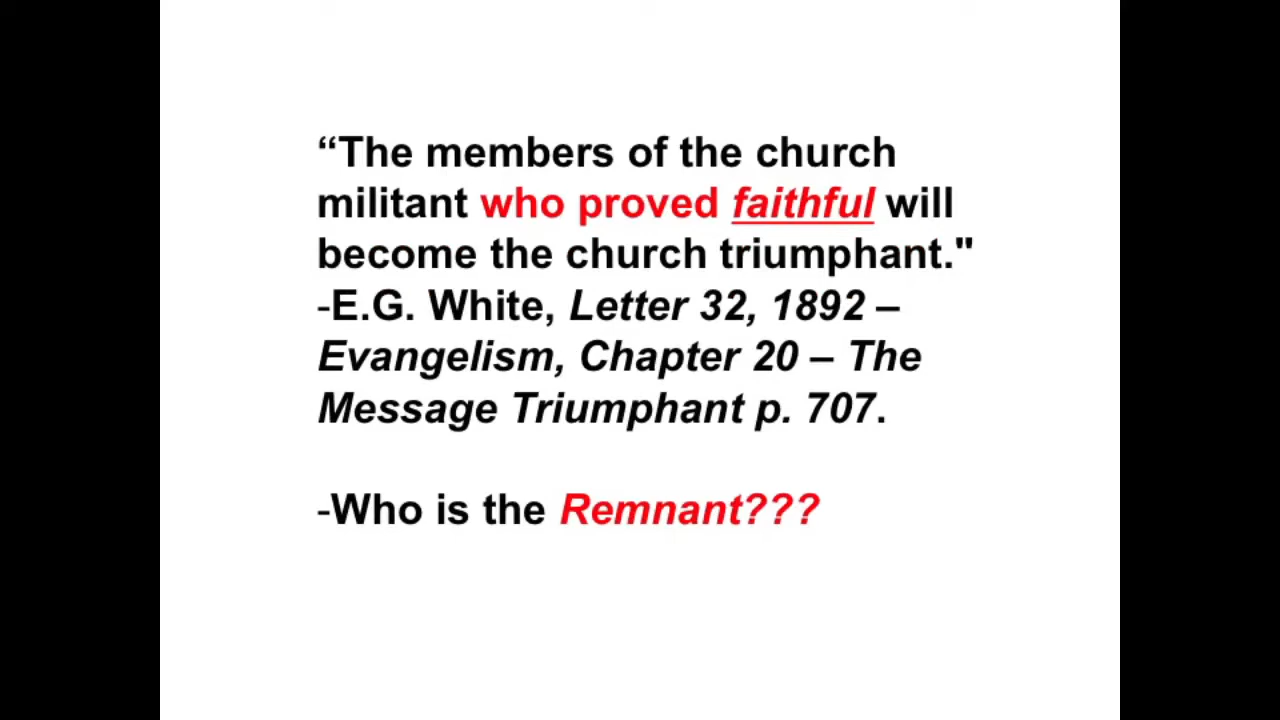 “The members of the church
militant who proved faithful will
become the church triumphant."
-E.G. White, Letter 32, 1892 –
Evangelism, Chapter 20 – The
Message Triumphant p. 707.
-Who is the Remnant???